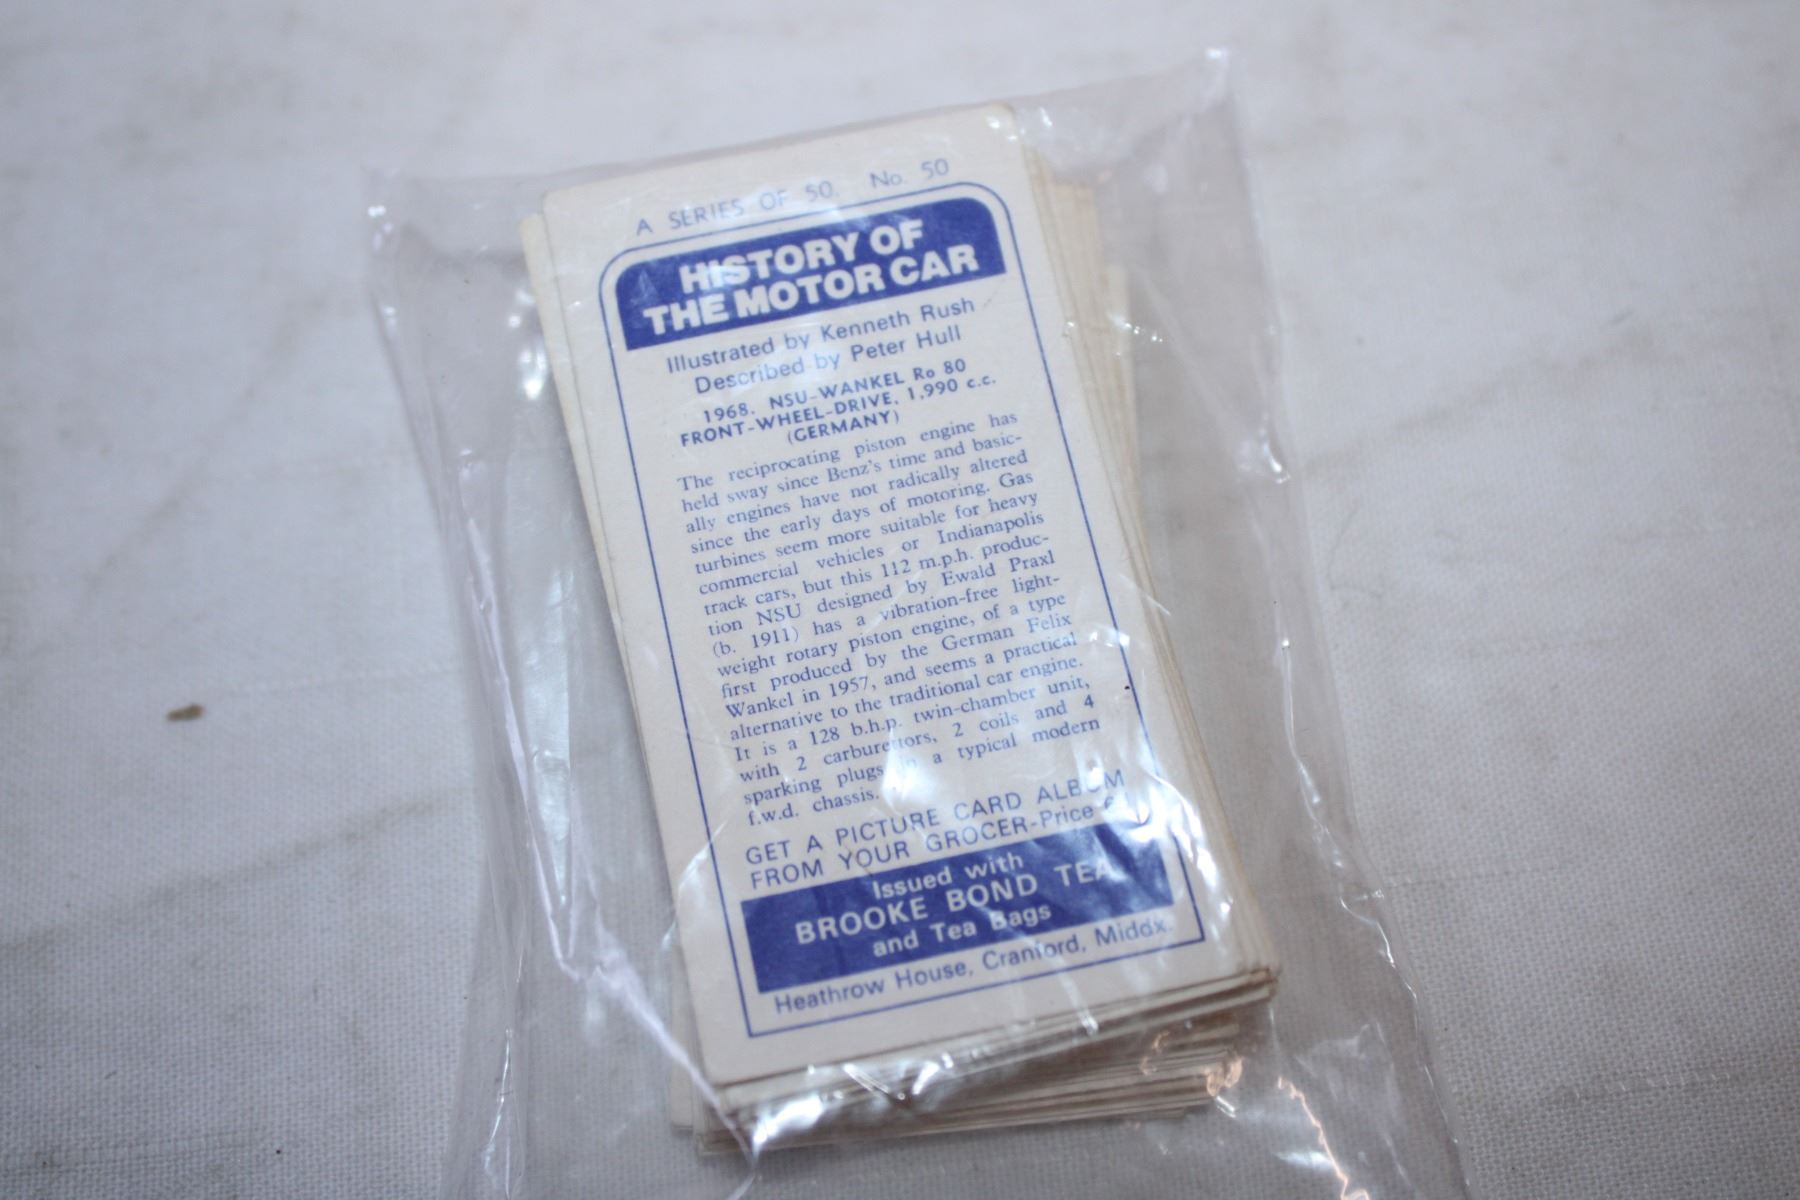 A SERIES OF 50. No. 50
HISTORY OF
THE MOTOR CAR
Illustrated by Kenneth Rush
Described by Peter Hull
1968. NSU-WANKEL Ro 80
FRONT-WHEEL-DRIVE, 1,990 c.c.
(GERMANY)
The reciprocating piston engine has
held sway since Benz's time and basic-
ally engines have not radically altered
since the early days of motoring. Gas
turbines seem more suitable for heavy
commercial vehicles or Indianapolis
track cars, but this 112 m.p.h. produc-
tion NSU designed by Ewald Praxl
(b. 1911) has a vibration-free light-
weight rotary piston engine, of a type
first produced by the German Felix
Wankel in 1957, and seems a practical
alternative to the traditional car engine.
It is a 128 b.h.p. twin-chamber unit,
with 2 carburettors, 2 coils and 4
sparking plugs in a typical modern
f.w.d. chassis.
GET A PICTURE CARD ALBUM
FROM YOUR GROCER-Price
Issued with
BROOKE BOND TEA
and Tea Bags
Heathrow House, Cranford, Middx.